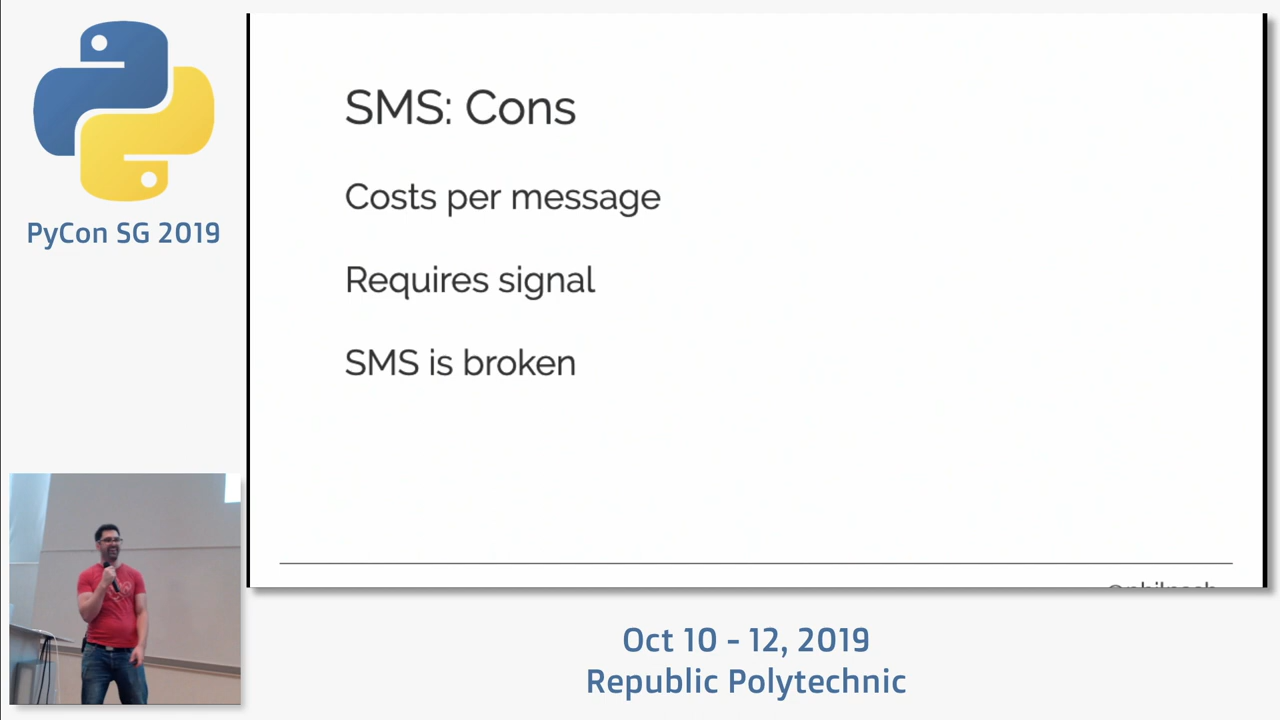 PyCon SG 2019
SMS: Cons
Costs per message
Requires signal
SMS is broken
Oct 10 - 12, 2019
Republic Polytechnic